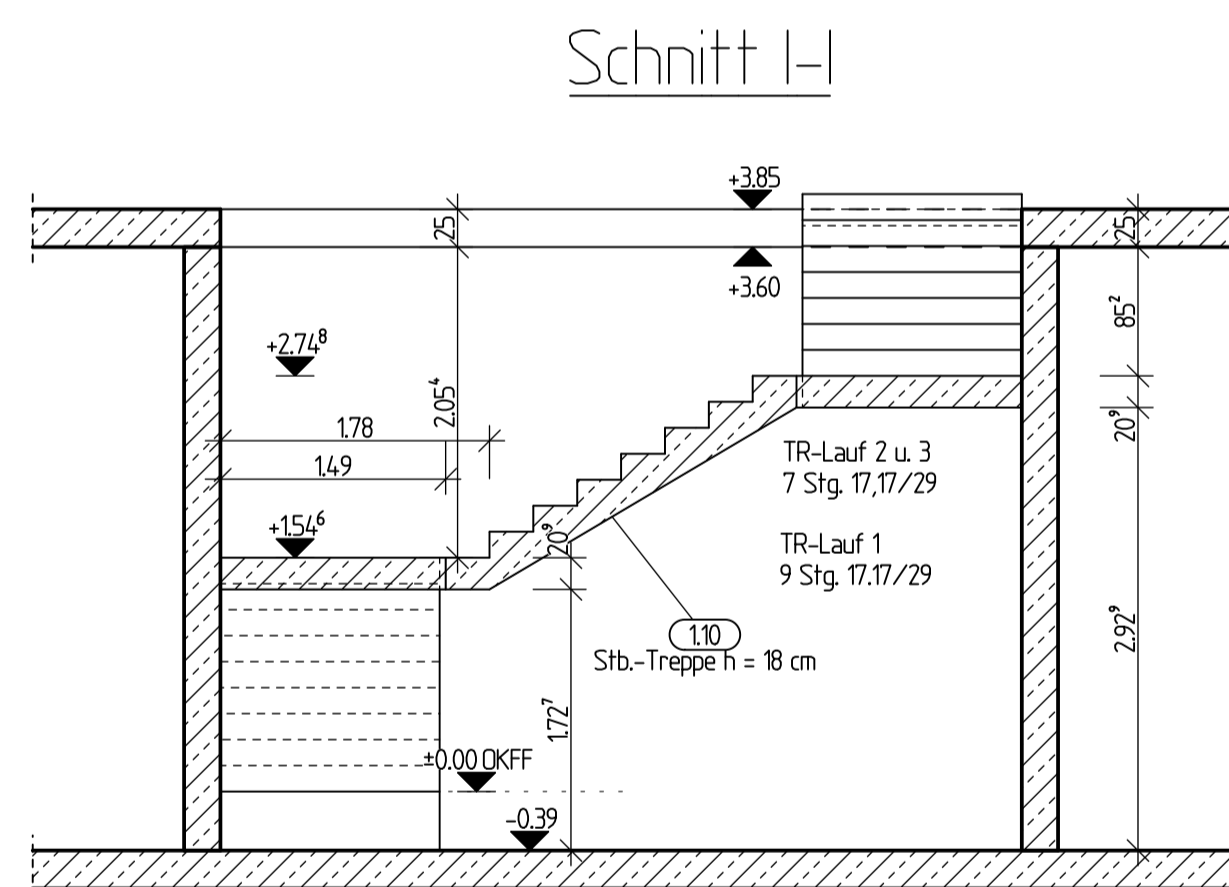 Schnitt I-I
+3.85
25
25
+3.60
85²
+2.74⁸
2.05⁴
1.78
20⁹
1.49
TR-Lauf 2 u. 3
7 Stg. 17,17/29
+1.54⁶
20⁹
TR-Lauf 1
9 Stg. 17.17/29
1.10
Stb.-Treppe h = 18 cm
2.92⁹
1.72⁷
±0.00 OKFF
-0.39